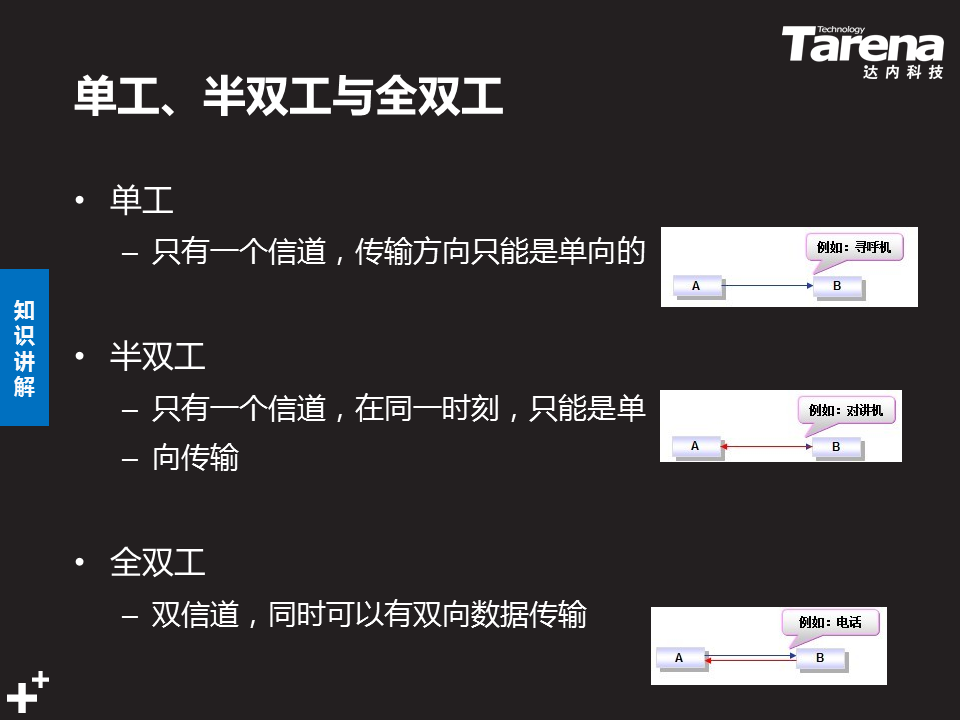 Technology
Tarena
达内科技
单工、半双工与全双工
• 单工
– 只有一个信道，传输方向只能是单向的
例如：寻呼机
A
B
知识讲解
• 半双工
– 只有一个信道，在同一时刻，只能是单
– 向传输
例如：对讲机
A
B
• 全双工
– 双信道，同时可以有双向数据传输
例如：电话
A
B